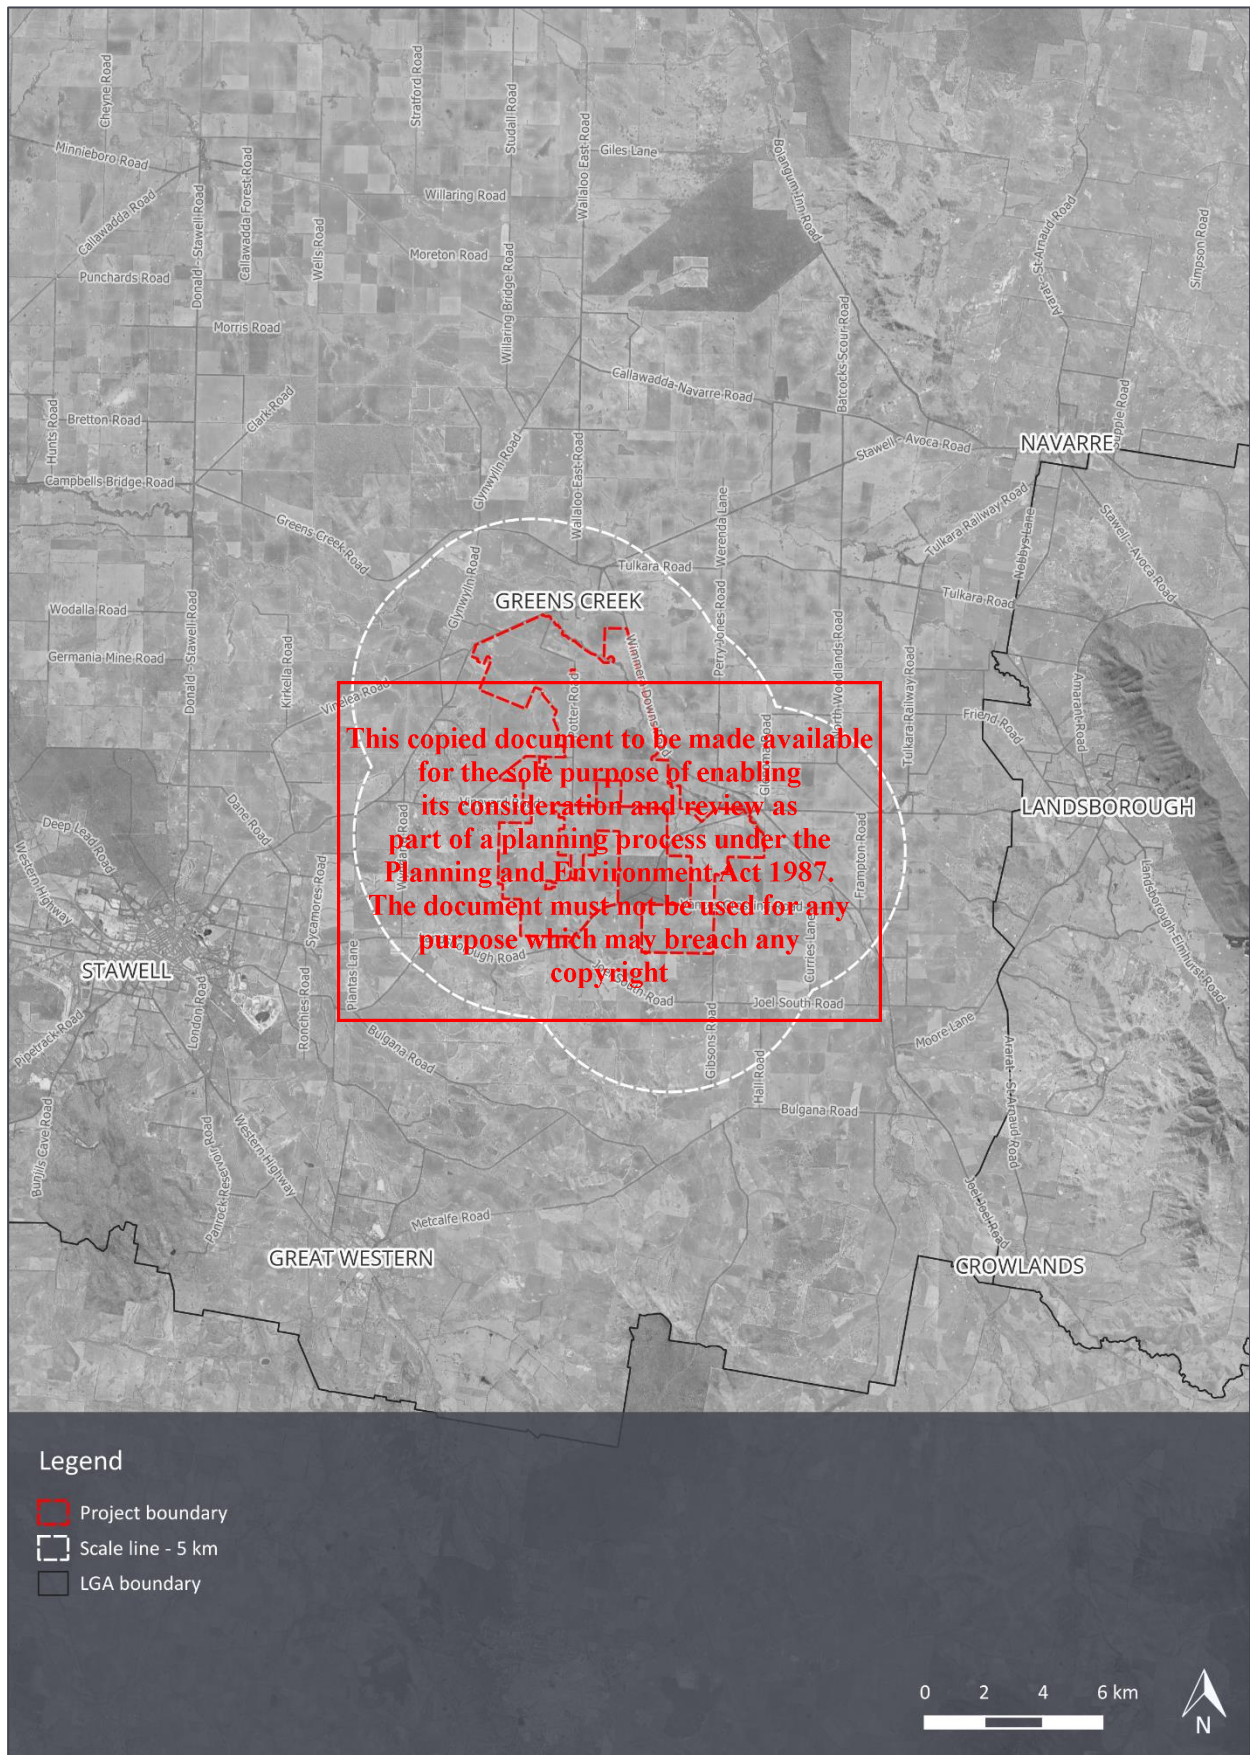 Cheyne Road
Stratford Road
Studall Road
Wallaloo East Road
Giles Lane
Bolangum Inn Road
Minnieboro Road
Callawadda Forest Road
Willaring Road
Callawadda Road
Donald - Stawell Road
Wells Road
Moreton Road
Willaring Bridge Road
Ararat - St Arnaud Road
Simpson Road
Punchards Road
Morris Road
Batcocks Scour Road
Callawadda-Navarre Road
Clark Road
Hunts Road
Bretton Road
Stawell - Avoca Road
NAVARRE
Campbells Bridge Road
Glynwylln Road
Wallaloo East Road
Werenda Lane
Tulkara Railway Road
Stawell - Avoca Road
Greens Creek Road
Nobbys Lane
Glynwylln Road
Tulkara Road
Tulkara Road
GREENS CREEK
Wodalla Road
Germania Mine Road
Donald - Stawell Road
Kirkella Road
Vinelea Road
Potter Road
Perry Jones Road
North Woodlands Road
Tulkara Railway Road
Friend Road
Amarant Road
This copied document to be made available
for the sole purpose of enabling
its consideration and review as
part of a planning process under the
Planning and Environment Act 1987.
The document must not be used for any
purpose which may breach any
copyright
LANDSBOROUGH
Dane Road
Deep Lead Road
Western Highway
Sycamores Road
Frampton Road
Landsborough-Elmhurst Road
STAWELL
Plantas Lane
Joel South Road
Curries Lane
Joel South Road
London Road
Ronchies Road
Pipetrack Road
Bulgana Road
Gibsons Road
Hall Road
Moore Lane
Ararat - St Arnaud Road
Bulgana Road
Bunjils Cave Road
Panrock Reservoir Road
Western Highway
Metcalfe Road
Joel Joel Road
GREAT WESTERN
CROWLANDS
Legend
Project boundary
Scale line - 5 km
LGA boundary
0 2 4 6 km
N